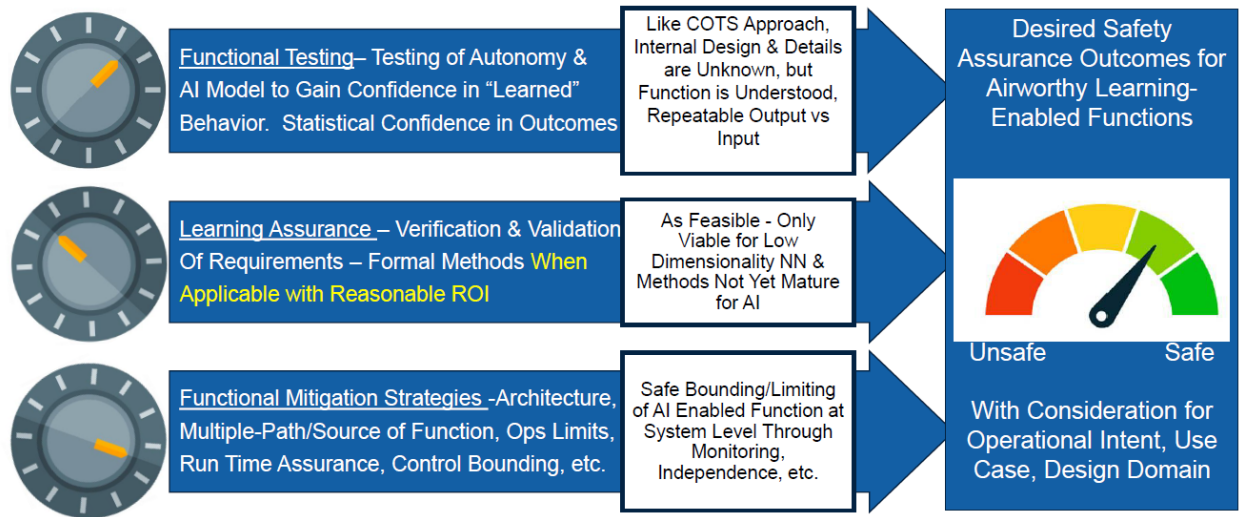 Functional Testing– Testing of Autonomy &
AI Model to Gain Confidence in “Learned”
Behavior. Statistical Confidence in Outcomes
Like COTS Approach,
Internal Design & Details
are Unknown, but
Function is Understood,
Repeatable Output vs
Input
Learning Assurance – Verification & Validation
Of Requirements – Formal Methods When
Applicable with Reasonable ROI
As Feasible - Only
Viable for Low
Dimensionality NN &
Methods Not Yet Mature
for AI
Functional Mitigation Strategies -Architecture,
Multiple-Path/Source of Function, Ops Limits,
Run Time Assurance, Control Bounding, etc.
Safe Bounding/Limiting
of AI Enabled Function at
System Level Through
Monitoring,
Independence, etc.
Desired Safety
Assurance Outcomes for
Airworthy Learning-
Enabled Functions
Unsafe Safe
With Consideration for
Operational Intent, Use
Case, Design Domain